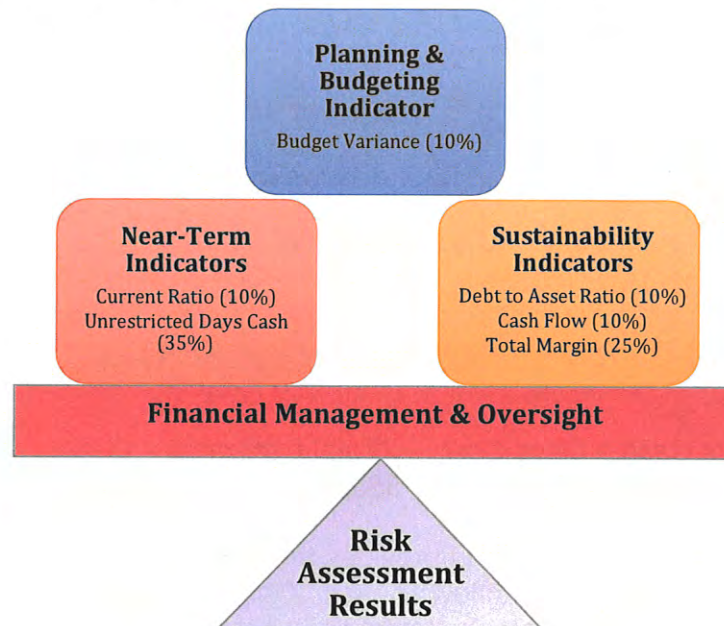 Planning &
Budgeting
Indicator
Budget Variance (10%)
Near-Term
Indicators
Current Ratio (10%)
Unrestricted Days Cash
(35%)
Sustainability
Indicators
Debt to Asset Ratio (10%)
Cash Flow (10%)
Total Margin (25%)
Financial Management & Oversight
Risk
Assessment
Results